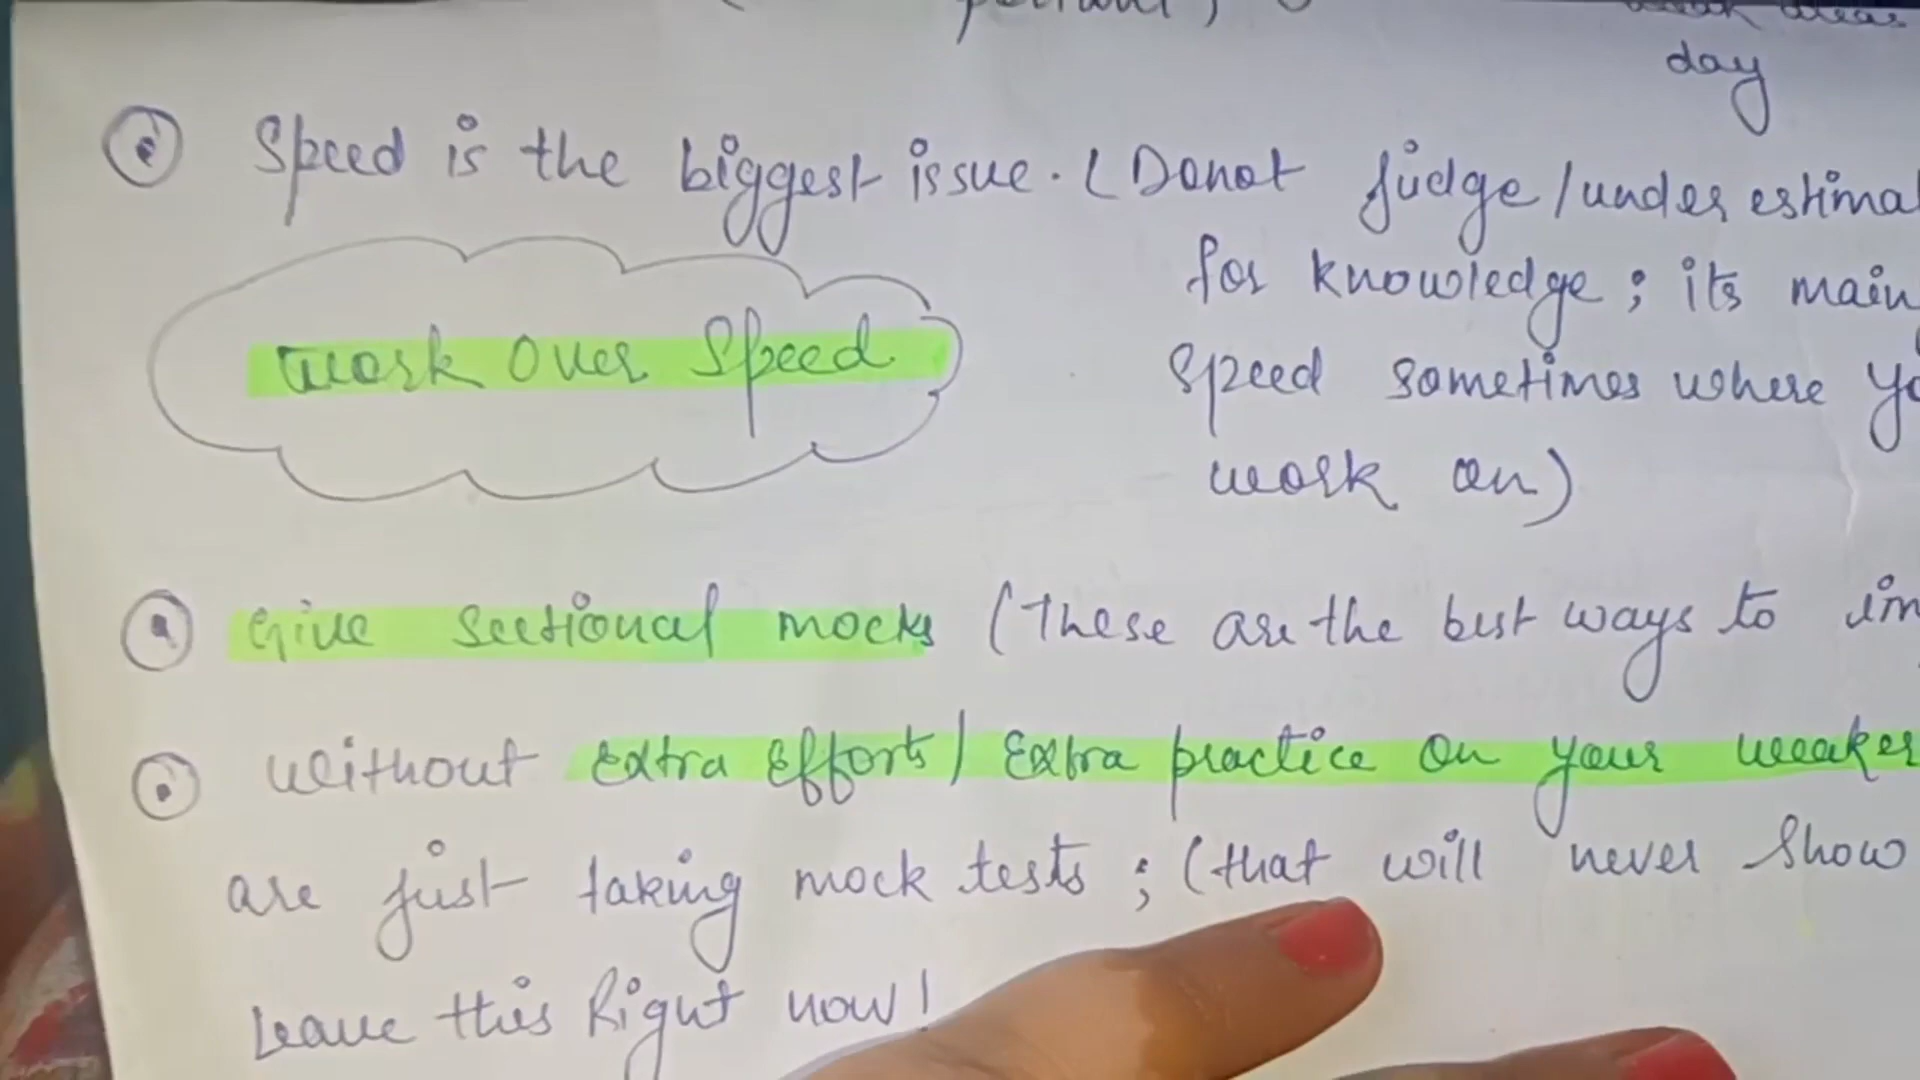 day
Speed is the biggest issue. (Donot judge/under estima
for knowledge; its main
work over Speed
Speed sometimes where yo
work on)
Give sectional mocks (These are the best ways to im
without extra efforts/ Extra practice on your weaker
are just taking mock tests; (that will never show
Leave this Right now!